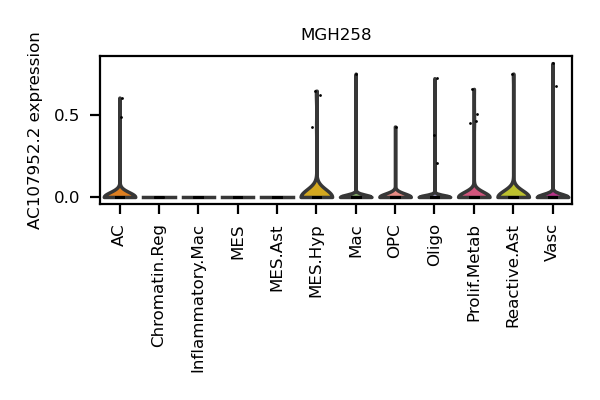 MGH258
AC107952.2 expression
0.5
0.0
AC
Chromatin.Reg
Inflammatory.Mac
MES
MES.Ast
MES.Hyp
Mac
OPC
Oligo
Prolif.Metab
Reactive.Ast
Vasc